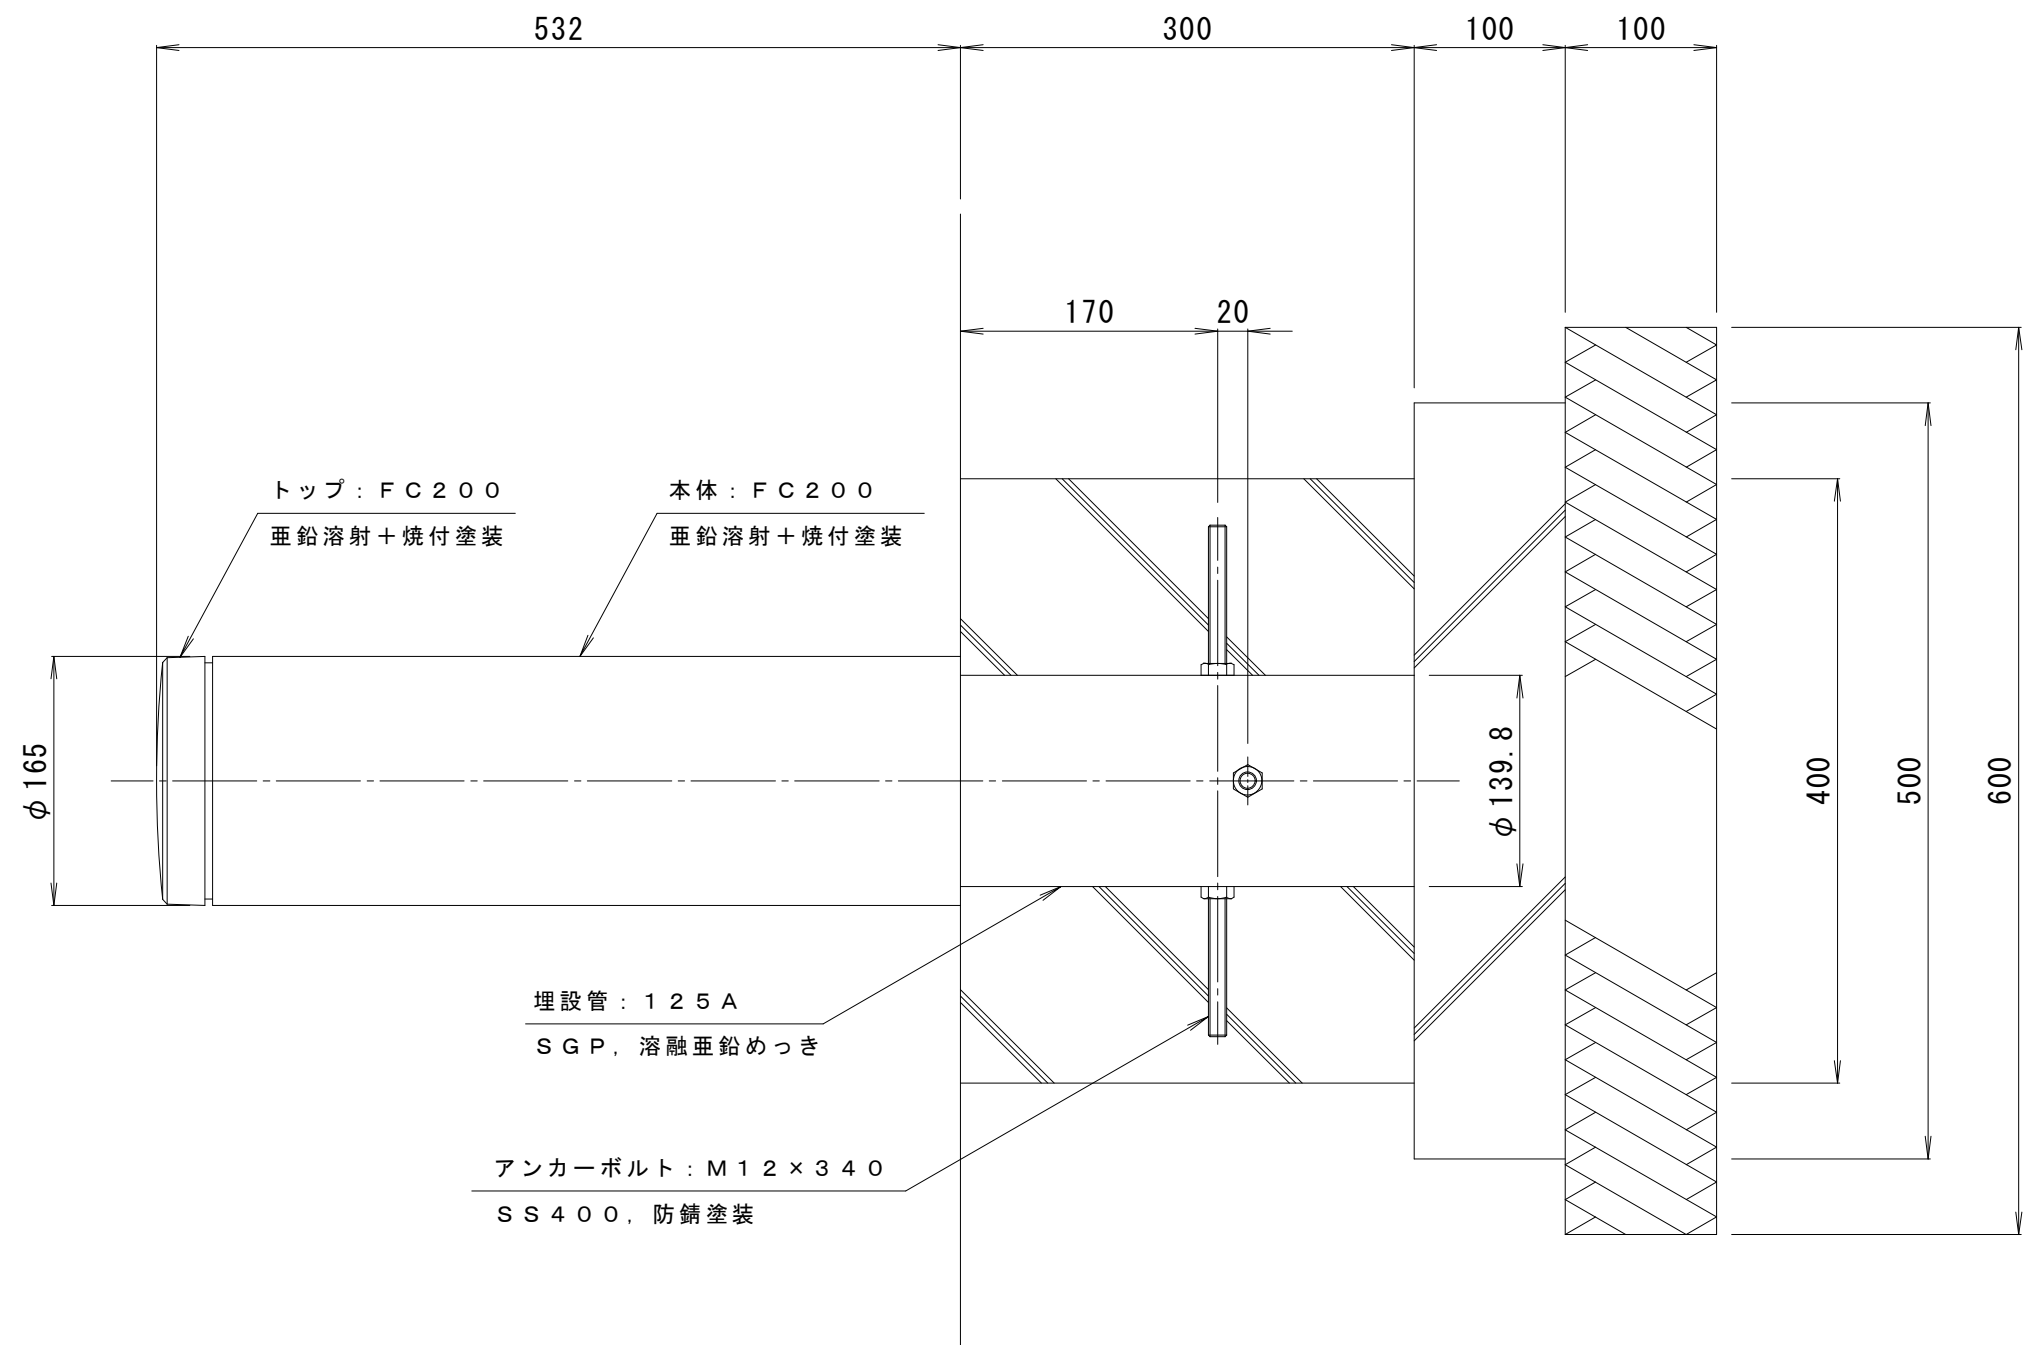 532
300
100
100
170
20
トップ：ＦＣ２００
亜鉛溶射＋焼付塗装
本体：ＦＣ２００
亜鉛溶射＋焼付塗装
φ165
φ139.8
400
500
600
埋設管：１２５Ａ
ＳＧＰ，溶融亜鉛めっき
アンカーボルト：Ｍ１２×３４０
ＳＳ４００，防錆塗装